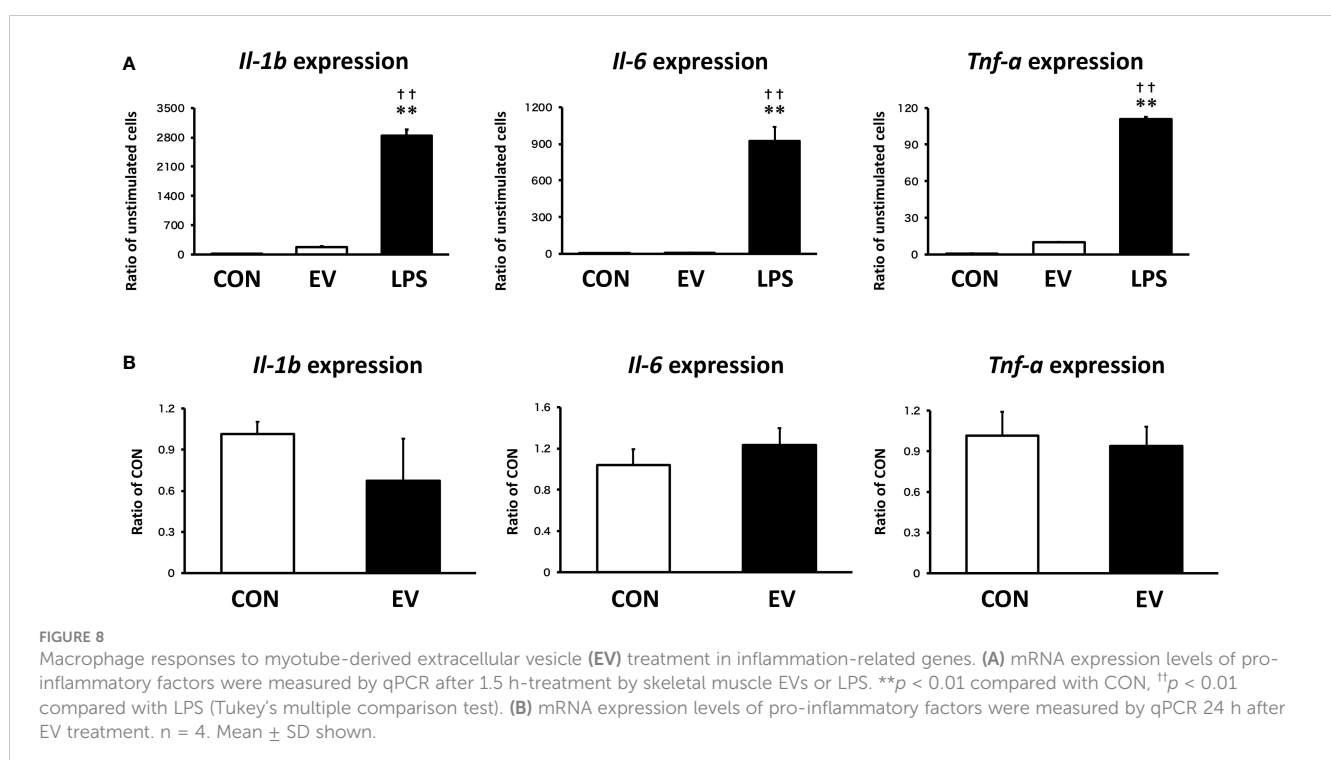 A
Il-1b expression
Il-6 expression
Tnf-a expression
Ratio of unstimulated cells
3500
2800
2100
1400
700
0
††
**
CON EV LPS
Ratio of unstimulated cells
1200
900
600
300
0
††
**
CON EV LPS
Ratio of unstimulated cells
120
90
60
30
0
††
**
CON EV LPS
B
Il-1b expression
Il-6 expression
Tnf-a expression
Ratio of CON
1.2
0.9
0.6
0.3
0
CON EV
Ratio of CON
1.6
1.2
0.8
0.4
0
CON EV
Ratio of CON
1.2
0.9
0.6
0.3
0
CON EV
FIGURE 8
Macrophage responses to myotube-derived extracellular vesicle (EV) treatment in inflammation-related genes. (A) mRNA expression levels of pro-
inflammatory factors were measured by qPCR after 1.5 h-treatment by skeletal muscle EVs or LPS. **p < 0.01 compared with CON, ††p < 0.01
compared with LPS (Tukey's multiple comparison test). (B) mRNA expression levels of pro-inflammatory factors were measured by qPCR 24 h after
EV treatment. n = 4. Mean ± SD shown.